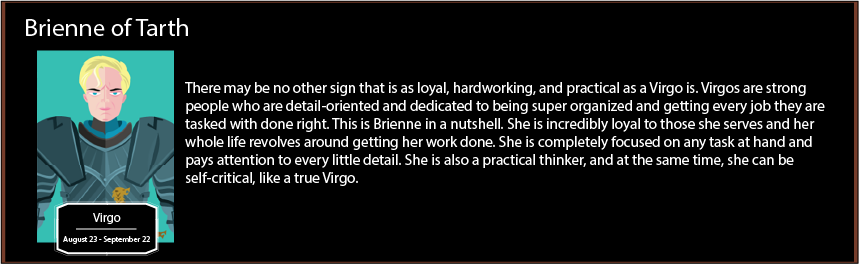 Brienne of Tarth
There may be no other sign that is as loyal, hardworking, and practical as a Virgo is. Virgos are strong
people who are detail-oriented and dedicated to being super organized and getting every job they are
tasked with done right. This is Brienne in a nutshell. She is incredibly loyal to those she serves and her
whole life revolves around getting her work done. She is completely focused on any task at hand and
pays attention to every little detail. She is also a practical thinker, and at the same time, she can be
self-critical, like a true Virgo.
Virgo
August 23 - September 22